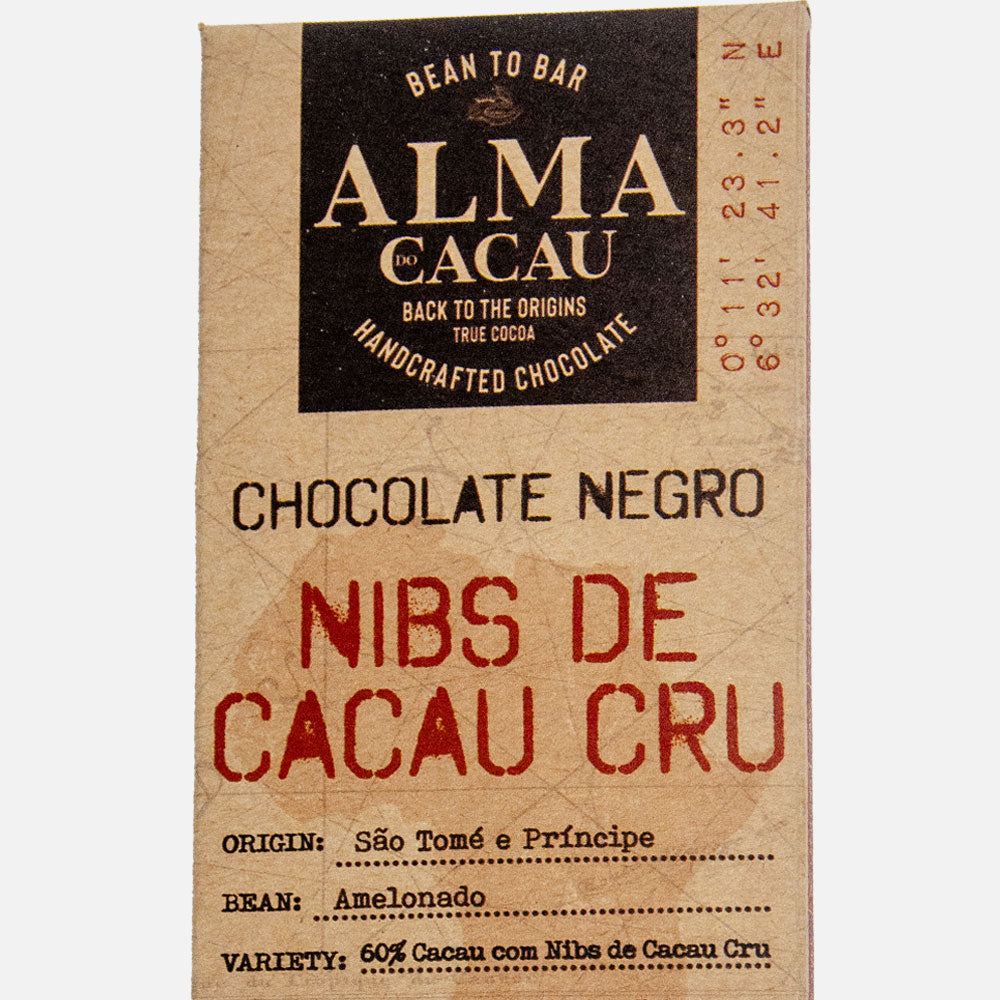 BEAN TO BAR
ALMA
DO CACAU
BACK TO THE ORIGINS
TRUE COCOA
HANDCRAFTED CHOCOLATE
0° 11' 23.3" N
6° 32' 41.2" E
CHOCOLATE NEGRO
NIBS DE
CACAU CRU
ORIGIN: São Tomé e Príncipe
BEAN: Amelonado
VARIETY: 60% Cacau com Nibs de Cacau Cru